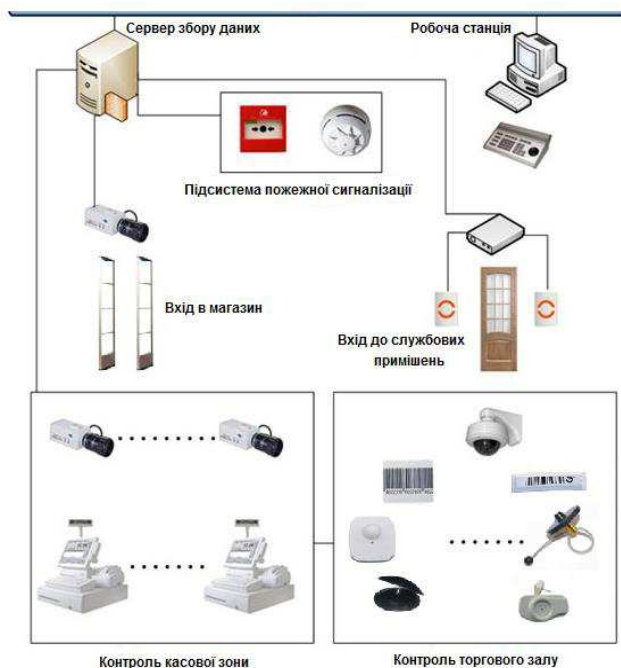 Сервер збору даних
Робоча станція
Підсистема пожежної сигналізації
Вхід в магазин
Вхід до службових
примішень
Контроль касової зони
Контроль торгового залу